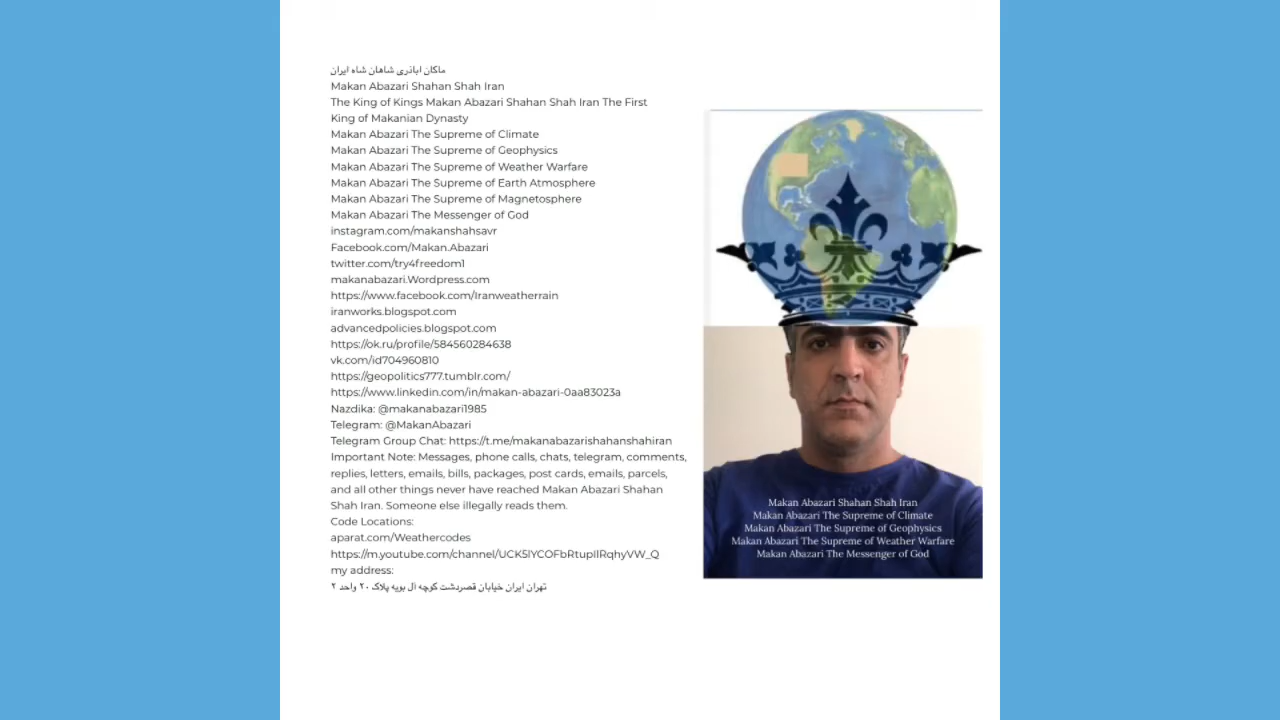 ماکان اباذری شاهان شاه ایران
Makan Abazari Shahan Shah Iran
The King of Kings Makan Abazari Shahan Shah Iran The First
King of Makanian Dynasty
Makan Abazari The Supreme of Climate
Makan Abazari The Supreme of Geophysics
Makan Abazari The Supreme of Weather Warfare
Makan Abazari The Supreme of Earth Atmosphere
Makan Abazari The Supreme of Magnetosphere
Makan Abazari The Messenger of God
instagram.com/makanshahsavr
Facebook.com/Makan.Abazari
twitter.com/try4freedom1
makanabazari.Wordpress.com
https://www.facebook.com/Iranweatherrain
iranworks.blogspot.com
advancedpolicies.blogspot.com
https://ok.ru/profile/584560284638
vk.com/id704960810
https://geopolitics777.tumblr.com/
https://www.linkedin.com/in/makan-abazari-0aa83023a
Nazdika: @makanabazari1985
Telegram: @MakanAbazari
Telegram Group Chat: https://t.me/makanabazarishahanshahiran
Important Note: Messages, phone calls, chats, telegram, comments,
replies, letters, emails, bills, packages, post cards, emails, parcels,
and all other things never have reached Makan Abazari Shahan
Shah Iran. Someone else illegally reads them.
Code Locations:
aparat.com/Weathercodes
https://m.youtube.com/channel/UCK5lYCOFbRtupIlRqhyVW_Q
my address:
تهران ایران خیابان قصردشت کوچه آل بویه پلاک ۲۰ واحد ۲
Makan Abazari Shahan Shah Iran
Makan Abazari The Supreme of Climate
Makan Abazari The Supreme of Geophysics
Makan Abazari The Supreme of Weather Warfare
Makan Abazari The Messenger of God